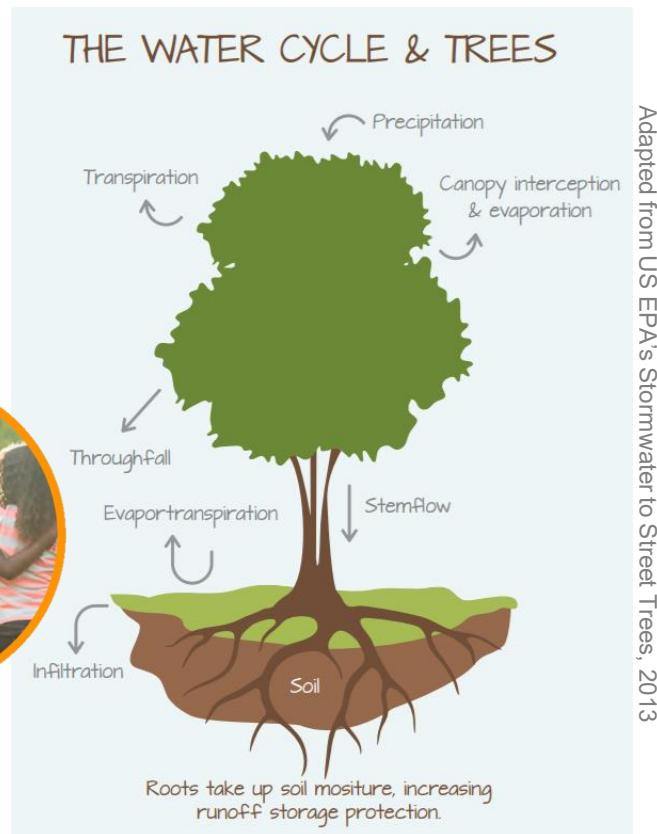 THE WATER CYCLE & TREES
Precipitation
Transpiration
Canopy interception
& evaporation
Throughfall
Evaportranspiration
Stemflow
Infiltration
Soil
Roots take up soil mositure, increasing
runoff storage protection.
Adapted from US EPA's Stormwater to Street Trees, 2013